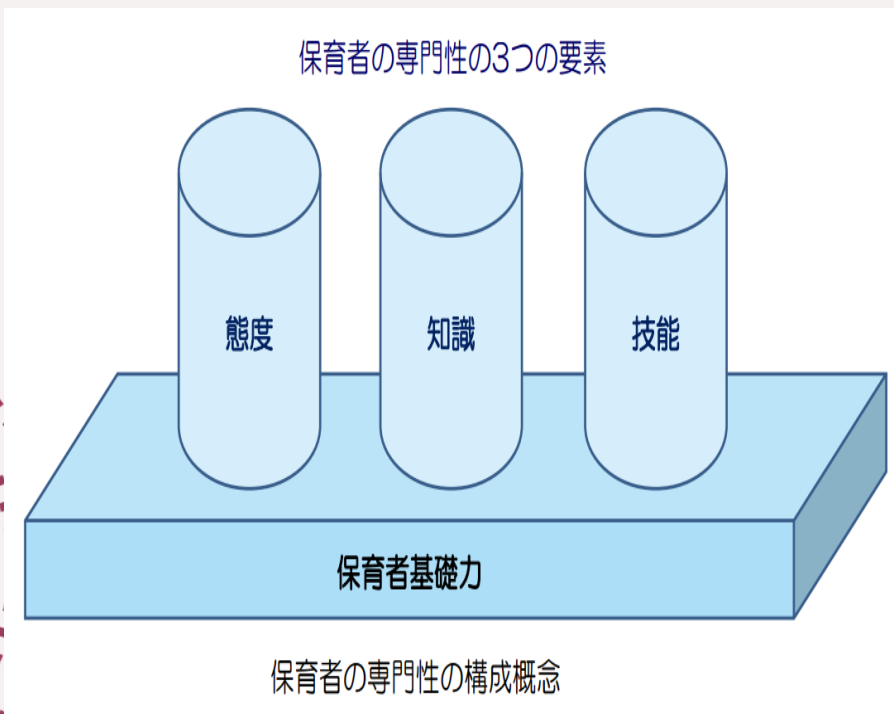 保育者の専門性の3つの要素
態度
知識
技能
保育者基礎力
保育者の専門性の構成概念